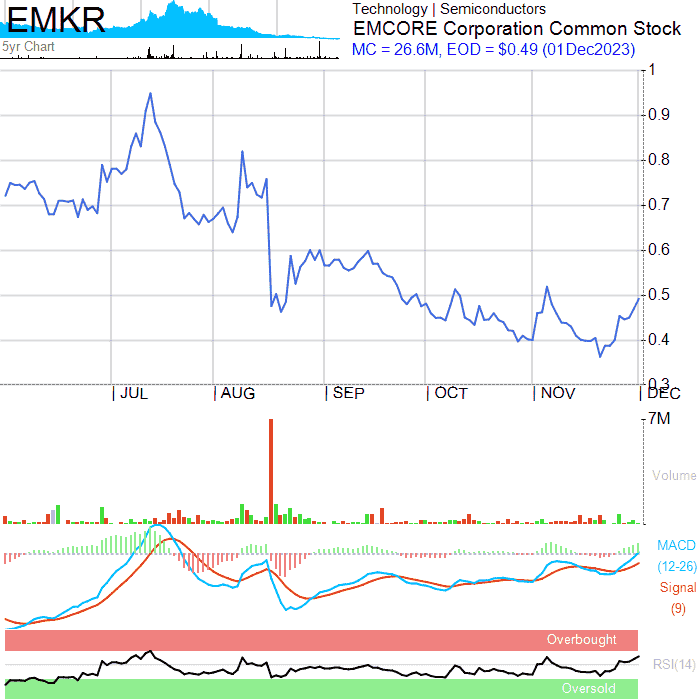 EMKR
5yr Chart
Technology | Semiconductors
EMCORE Corporation Common Stock
MC = 26.6M, EOD = $0.49 (01Dec2023)
1
0.9
0.8
0.7
0.6
0.5
0.4
0.3
| JUL | AUG | SEP | OCT | NOV | DEC
7M
Volume
MACD
(12-26)
Signal
(9)
Overbought
RSI(14)
Oversold